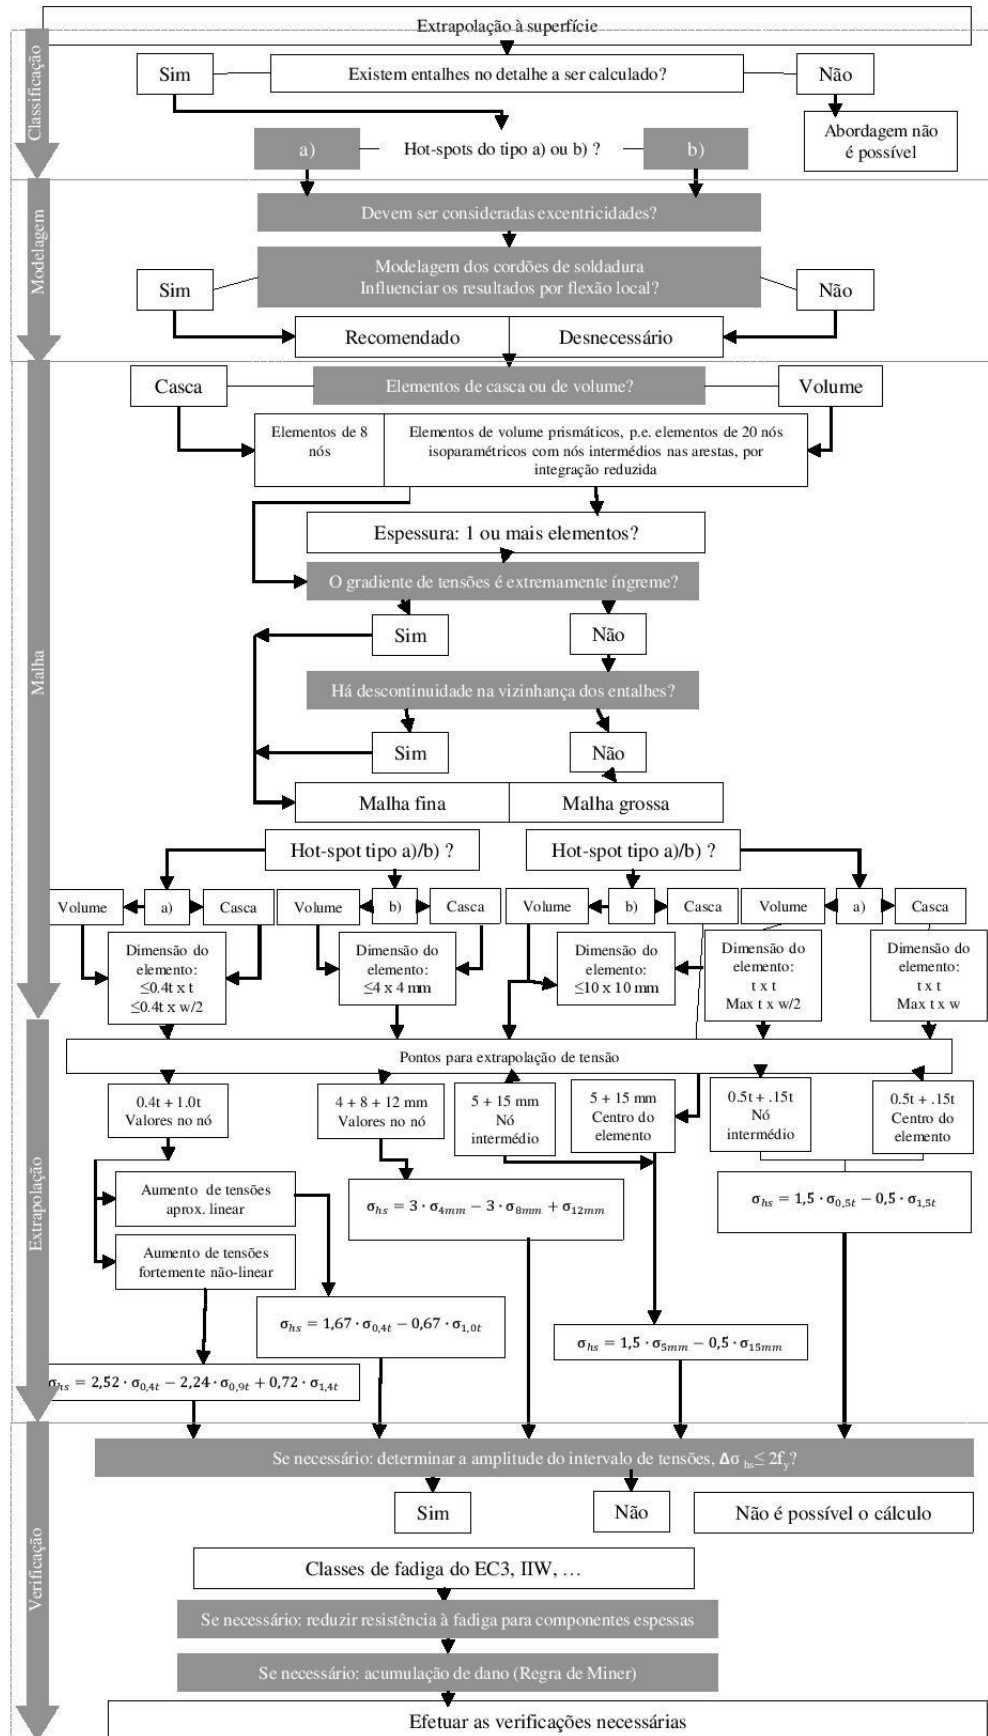 Extrapolação à superfície
Classificação
Sim
Existem entalhes no detalhe a ser calculado?
Não
Abordagem não
é possível
a)
Hot-spots do tipo a) ou b) ?
b)
Modelagem
Devem ser consideradas excentricidades?
Modelagem dos cordões de soldadura
Influenciar os resultados por flexão local?
Sim
Não
Recomendado
Desnecessário
Malha
Casca
Elementos de casca ou de volume?
Volume
Elementos de 8
nós
Elementos de volume prismáticos, p.e. elementos de 20 nós
isoparamétricos com nós intermédios nas arestas, por
integração reduzida
Espessura: 1 ou mais elementos?
O gradiente de tensões é extremamente íngreme?
Sim
Não
Há descontinuidade na vizinhança dos entalhes?
Sim
Não
Malha fina
Malha grossa
Hot-spot tipo a)/b) ?
Hot-spot tipo a)/b) ?
Volume
a)
Casca
Volume
b)
Casca
Volume
b)
Casca
Volume
a)
Casca
Dimensão do
elemento:
≤0.4t x t
≤0.4t x w/2
Dimensão do
elemento:
≤4 x 4 mm
Dimensão do
elemento:
≤10 x 10 mm
Dimensão do
elemento:
t x t
Max t x w/2
Dimensão do
elemento:
t x t
Max t x w
Extrapolação
Pontos para extrapolação de tensão
0.4t + 1.0t
Valores no nó
4 + 8 + 12 mm
Valores no nó
5 + 15 mm
Nó
intermédio
5 + 15 mm
Centro do
elemento
0.5t + .15t
Nó
intermédio
0.5t + .15t
Centro do
elemento
Aumento de tensões
aprox. linear
σhs = 3 · σ4mm − 3 · σ8mm + σ12mm
σhs = 1,5 · σ0,5t − 0,5 · σ1,5t
Aumento de tensões
fortemente não-linear
σhs = 1,67 · σ0,4t − 0,67 · σ1,0t
σhs = 1,5 · σ5mm − 0,5 · σ15mm
σhs = 2,52 · σ0,4t − 2,24 · σ0,9t + 0,72 · σ1,4t
Verificação
Se necessário: determinar a amplitude do intervalo de tensões, Δσ hs≤ 2fy?
Sim
Não
Não é possível o cálculo
Classes de fadiga do EC3, IIW, …
Se necessário: reduzir resistência à fadiga para componentes espessas
Se necessário: acumulação de dano (Regra de Miner)
Efetuar as verificações necessárias